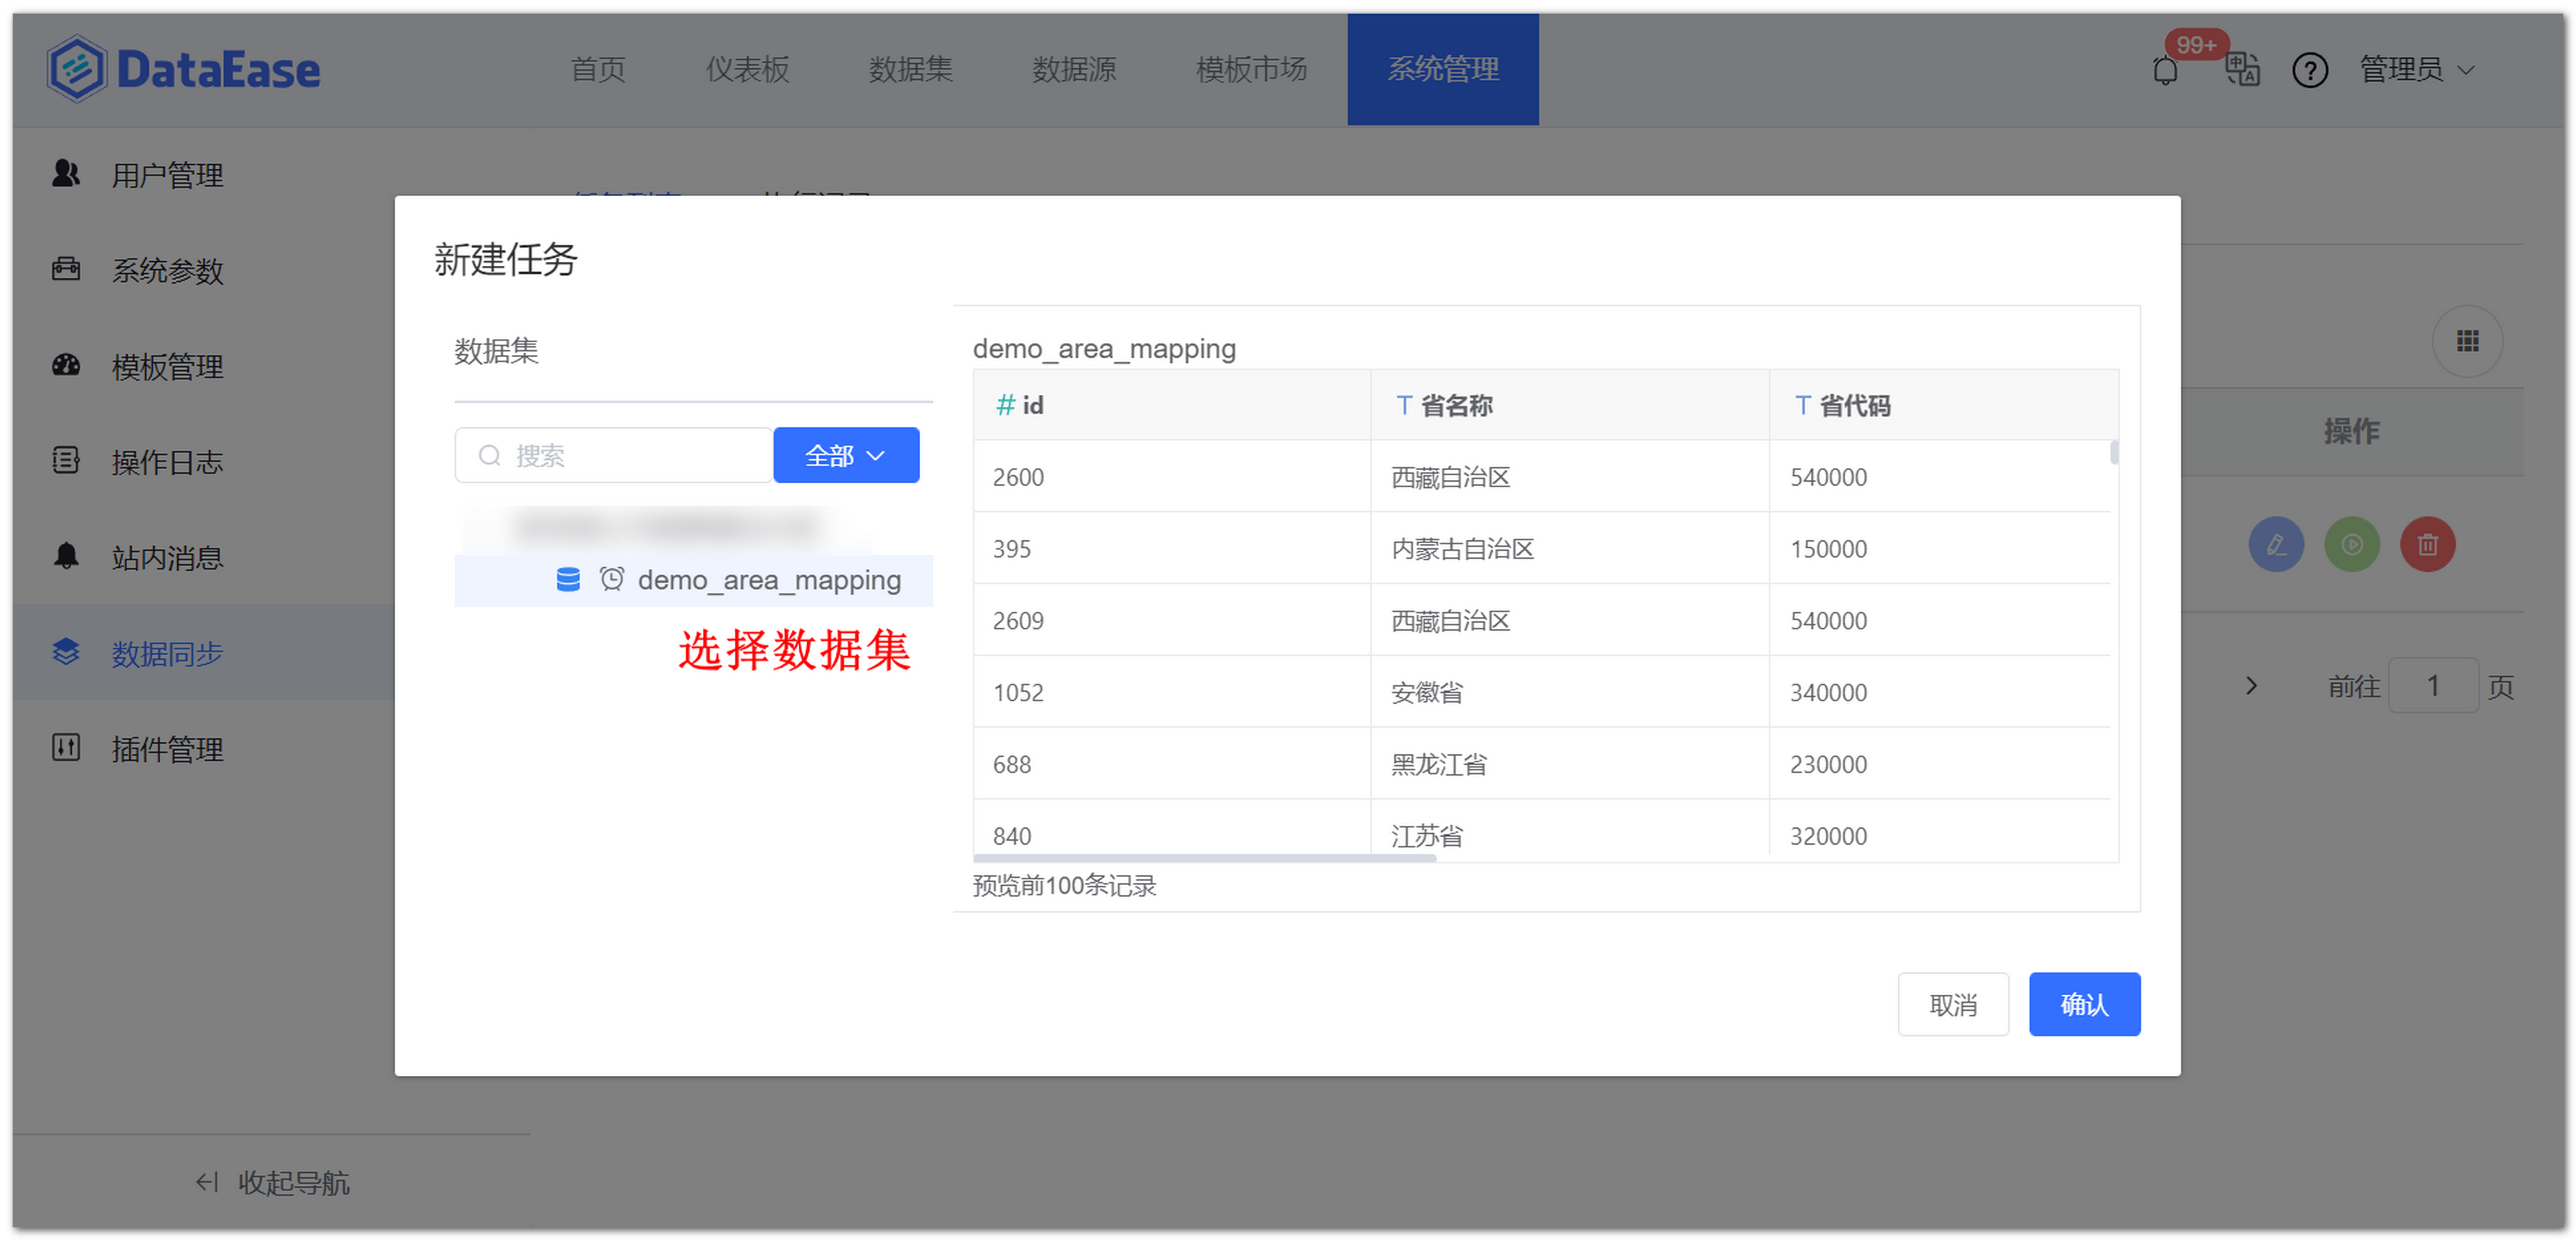 DataEase 首页 仪表板 数据集 数据源 模板市场 系统管理 99+ 管理员
用户管理
系统参数
模板管理
操作日志
站内消息
数据同步
插件管理
收起导航
新建任务
数据集
搜索 全部
demo_area_mapping
选择数据集
demo_area_mapping
# id T 省名称 T 省代码
2600 西藏自治区 540000
395 内蒙古自治区 150000
2609 西藏自治区 540000
1052 安徽省 340000
688 黑龙江省 230000
840 江苏省 320000
预览前100条记录
取消 确认
操作
前往 1 页